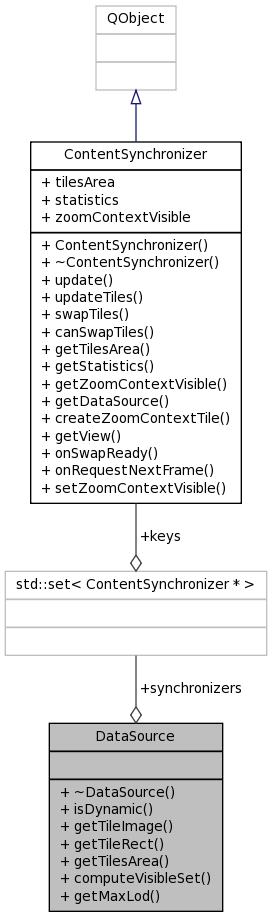 QObject
ContentSynchronizer
+ tilesArea
+ statistics
+ zoomContextVisible
+ ContentSynchronizer()
+ ~ContentSynchronizer()
+ update()
+ updateTiles()
+ swapTiles()
+ canSwapTiles()
+ getTilesArea()
+ getStatistics()
+ getZoomContextVisible()
+ getDataSource()
+ createZoomContextTile()
+ getView()
+ onSwapReady()
+ onRequestNextFrame()
+ setZoomContextVisible()
+keys
std::set< ContentSynchronizer * >
+synchronizers
DataSource
+ ~DataSource()
+ isDynamic()
+ getTileImage()
+ getTileRect()
+ getTilesArea()
+ computeVisibleSet()
+ getMaxLod()